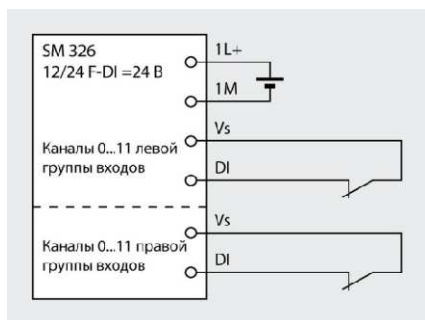 SM 326
12/24 F-DI =24 В
1L+
1M
Vs
Каналы 0...11 левой
группы входов
DI
Vs
Каналы 0...11 правой
группы входов
DI